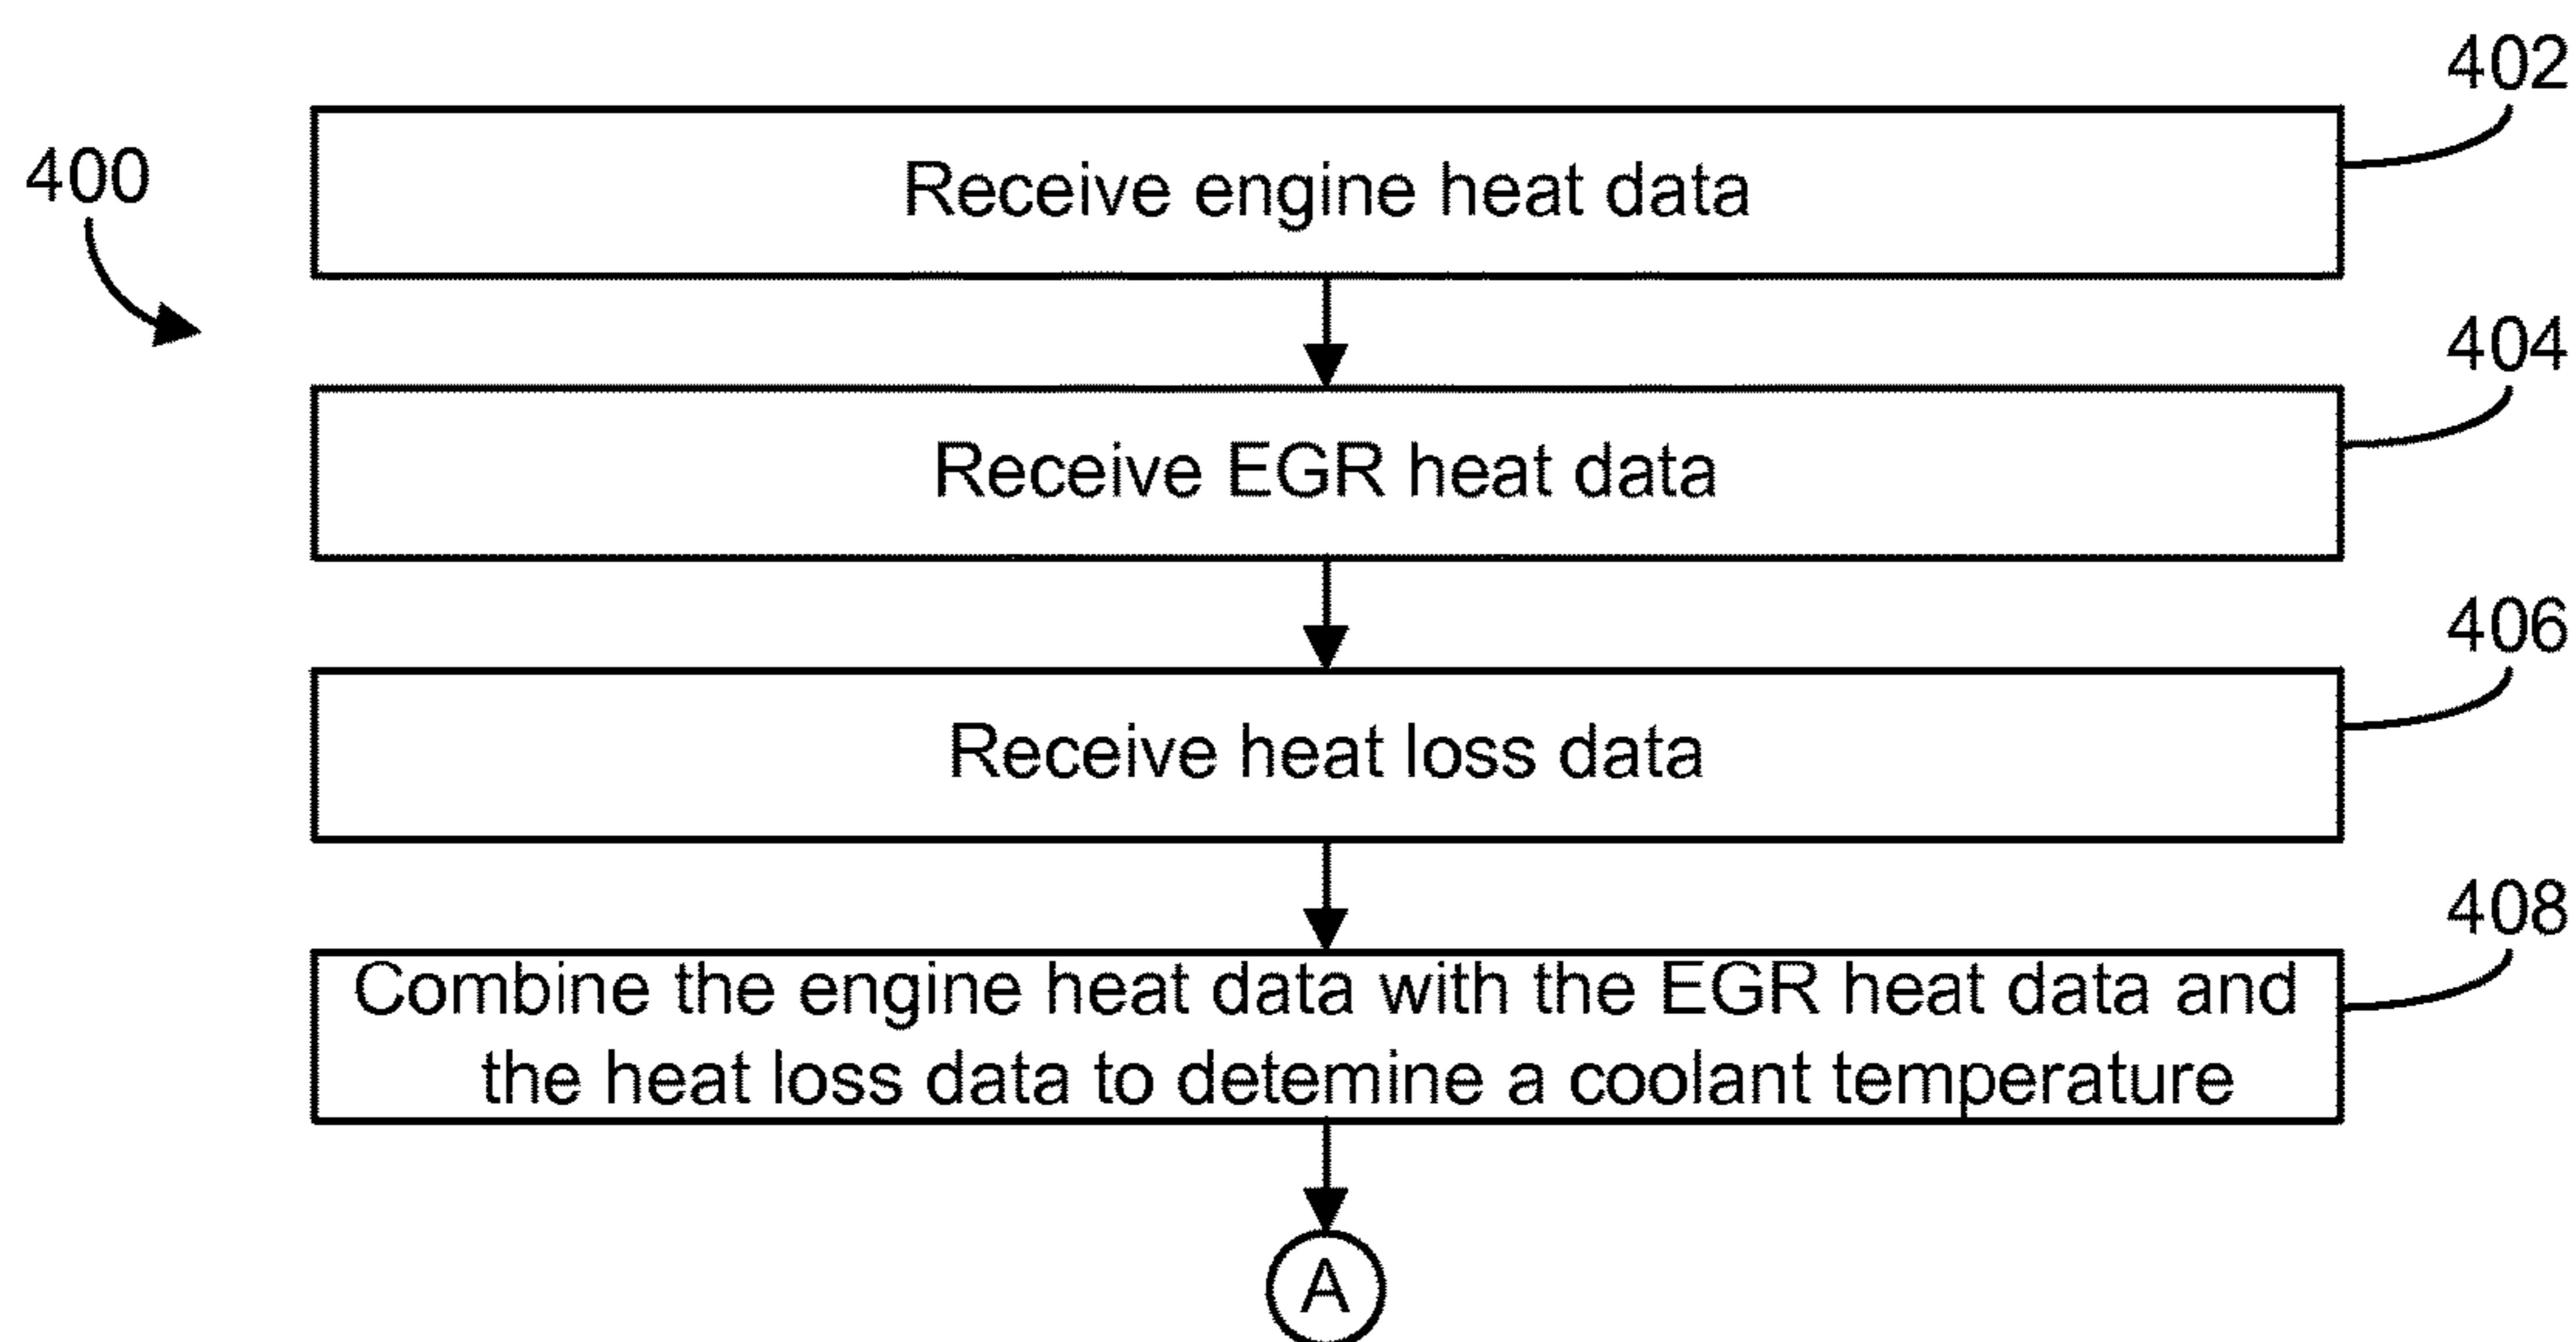 402
400
Receive engine heat data
404
Receive EGR heat data
406
Receive heat loss data
408
Combine the engine heat data with the EGR heat data and
the heat loss data to detemine a coolant temperature
A